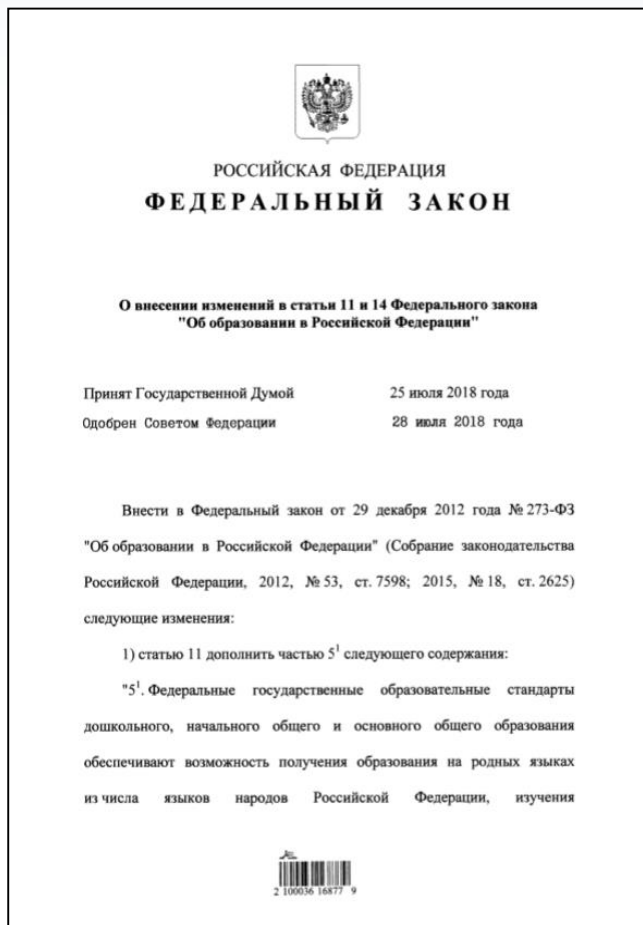 РОССИЙСКАЯ ФЕДЕРАЦИЯ
ФЕДЕРАЛЬНЫЙ ЗАКОН
О внесении изменений в статьи 11 и 14 Федерального закона
"Об образовании в Российской Федерации"
Принят Государственной Думой 25 июля 2018 года
Одобрен Советом Федерации 28 июля 2018 года
Внести в Федеральный закон от 29 декабря 2012 года № 273-ФЗ
"Об образовании в Российской Федерации" (Собрание законодательства
Российской Федерации, 2012, № 53, ст. 7598; 2015, № 18, ст. 2625)
следующие изменения:
1) статью 11 дополнить частью 5¹ следующего содержания:
"5¹. Федеральные государственные образовательные стандарты
дошкольного, начального общего и основного общего образования
обеспечивают возможность получения образования на родных языках
из числа языков народов Российской Федерации, изучения
2 100036 16877 9